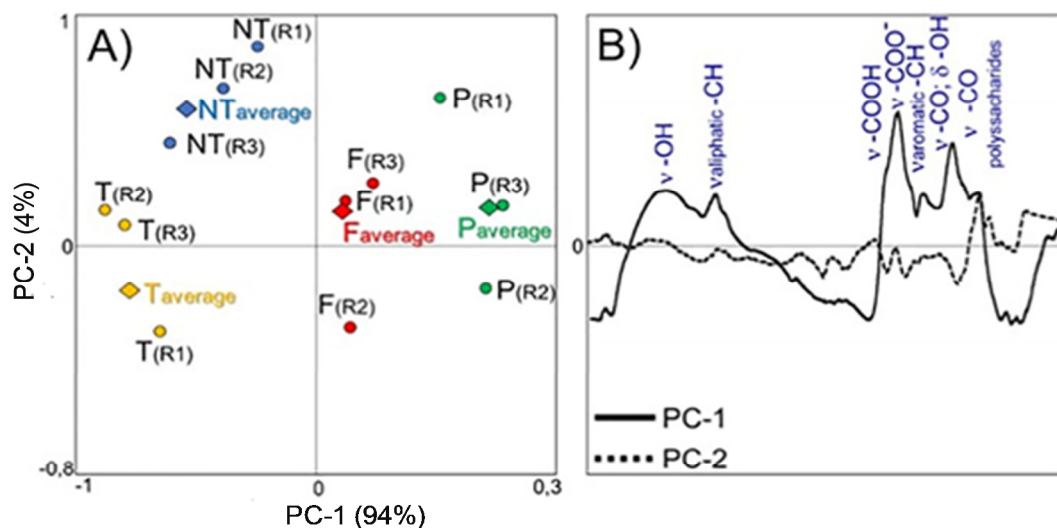 A)
1
0
-0,8
PC-2 (4%)
-1
0
0,3
PC-1 (94%)
NT(R1)
NT(R2)
NTaverage
NT(R3)
P(R1)
F(R3)
F(R1)
Faverage
P(R3)
Paverage
T(R2)
T(R3)
Taverage
T(R1)
F(R2)
P(R2)
B)
0
ν-OH
νaliphatic-CH
ν-COOH
ν-COO-
νaromatic-CH
ν-CO; δ-OH
ν -CO
polyssacharides
PC-1
PC-2